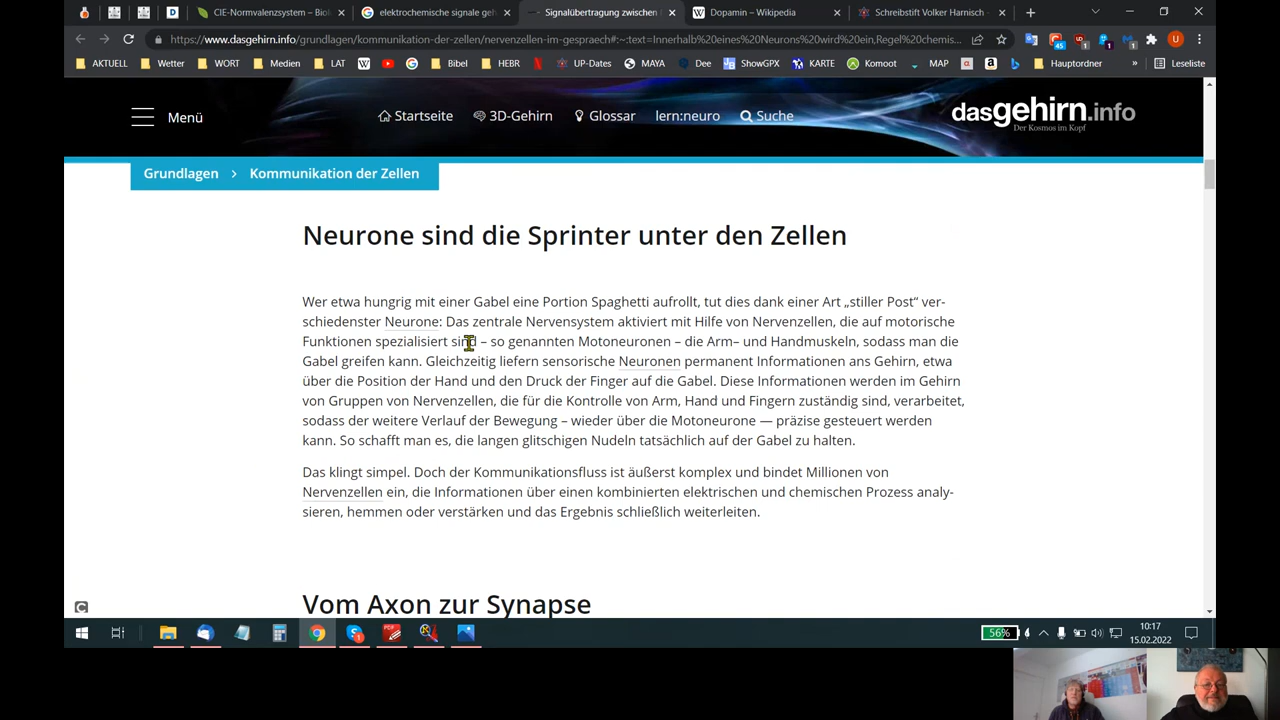 CIE-Normvalenzsystem – Biol
elektrochemische signale geh
Signalübertragung zwischen
Dopamin – Wikipedia
Schreibstift Volker Harnisch -
https://www.dasgehirn.info/grundlagen/kommunikation-der-zellen/nervenzellen-im-gespraech#:~:text=Innerhalb%20eines%20Neurons%20wird%20ein,Regel%20chemis...
AKTUELL Wetter WORT Medien LAT Google Bibel HEBR UP-Dates MAYA Dee ShowGPX KARTE Komoot MAP Hauptordner » Leseliste
Menü
Startseite 3D-Gehirn Glossar lern:neuro Suche
dasgehirn.info
Der Kosmos im Kopf
Grundlagen > Kommunikation der Zellen
Neurone sind die Sprinter unter den Zellen
Wer etwa hungrig mit einer Gabel eine Portion Spaghetti aufrollt, tut dies dank einer Art „stiller Post“ ver-
schiedenster Neurone: Das zentrale Nervensystem aktiviert mit Hilfe von Nervenzellen, die auf motorische
Funktionen spezialisiert sind – so genannten Motoneuronen – die Arm– und Handmuskeln, sodass man die
Gabel greifen kann. Gleichzeitig liefern sensorische Neuronen permanent Informationen ans Gehirn, etwa
über die Position der Hand und den Druck der Finger auf die Gabel. Diese Informationen werden im Gehirn
von Gruppen von Nervenzellen, die für die Kontrolle von Arm, Hand und Fingern zuständig sind, verarbeitet,
sodass der weitere Verlauf der Bewegung – wieder über die Motoneurone — präzise gesteuert werden
kann. So schafft man es, die langen glitschigen Nudeln tatsächlich auf der Gabel zu halten.
Das klingt simpel. Doch der Kommunikationsfluss ist äußerst komplex und bindet Millionen von
Nervenzellen ein, die Informationen über einen kombinierten elektrischen und chemischen Prozess analy-
sieren, hemmen oder verstärken und das Ergebnis schließlich weiterleiten.
Vom Axon zur Synapse
56%
10:17
15.02.2022